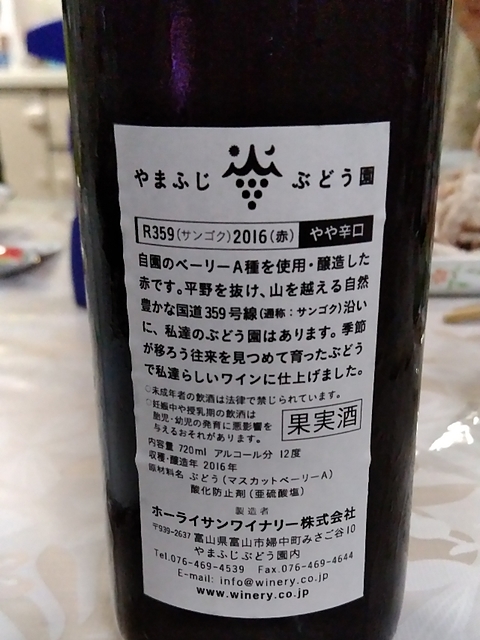 やまふじ ぶどう園
R359(サンゴク)2016(赤) やや辛口
自園のベーリーA種を使用・醸造した
赤です。平野を抜け、山を越える自然
豊かな国道359号線(通称:サンゴク)沿い
に、私達のぶどう園はあります。季節
が移ろう往来を見つめて育ったぶどう
で私達らしいワインに仕上げました。
○未成年者の飲酒は法律で禁じられています。
○妊娠中や授乳期の飲酒は
胎児・幼児の発育に悪影響を
与えるおそれがあります。
果実酒
内容量 720ml アルコール分 12度
収穫・醸造年 2016年
原材料名 ぶどう(マスカットベーリーA)
酸化防止剤(亜硫酸塩)
製造者
ホーライサンワイナリー株式会社
〒939-2637 富山県富山市婦中町みさご谷10
やまふじぶどう園内
Tel.076-469-4539 Fax.076-469-4644
E-mail: info@winery.co.jp
www.winery.co.jp